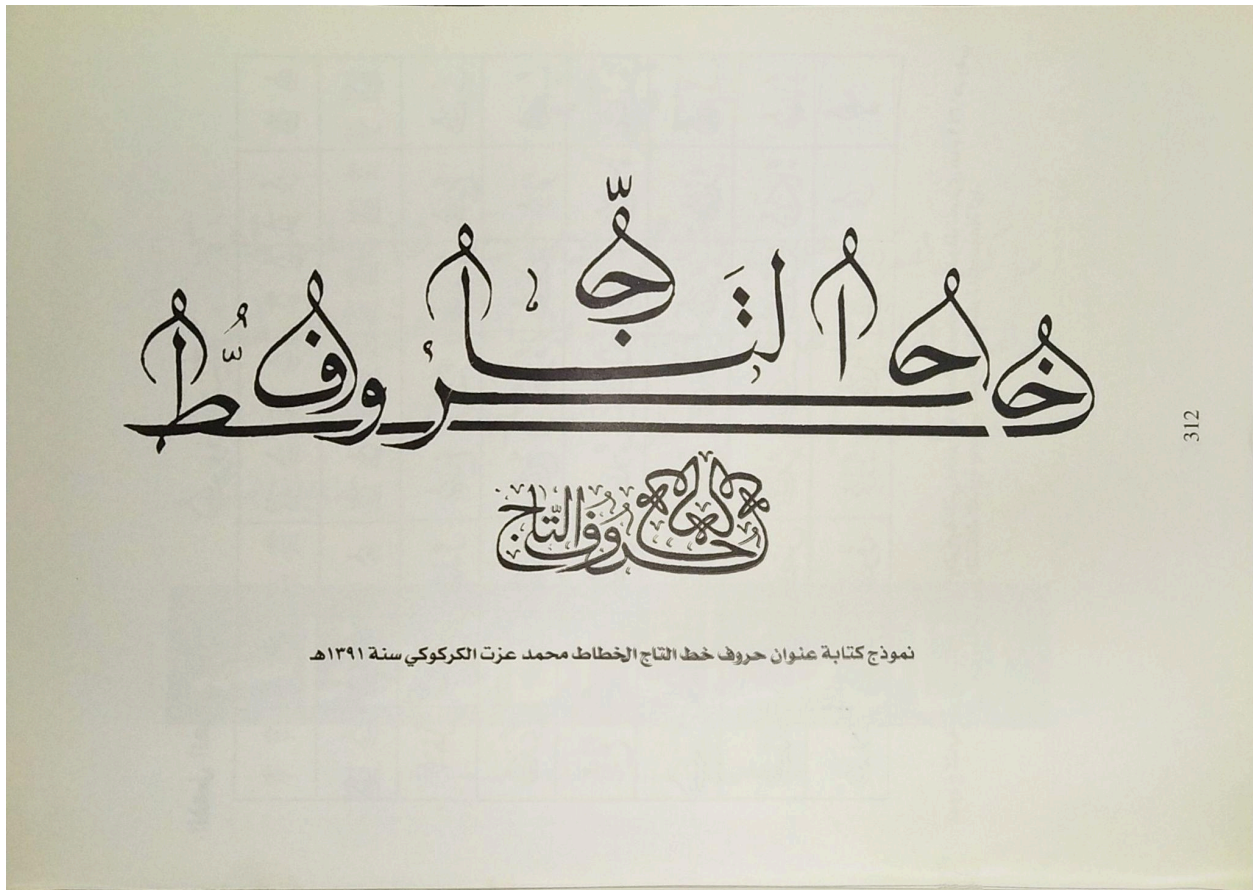 حروف خط التاج
حروف التاج
نموذج كتابة عنوان حروف خط التاج الخطاط محمد عزت الكركوكي سنة ١٣٩١هـ
312